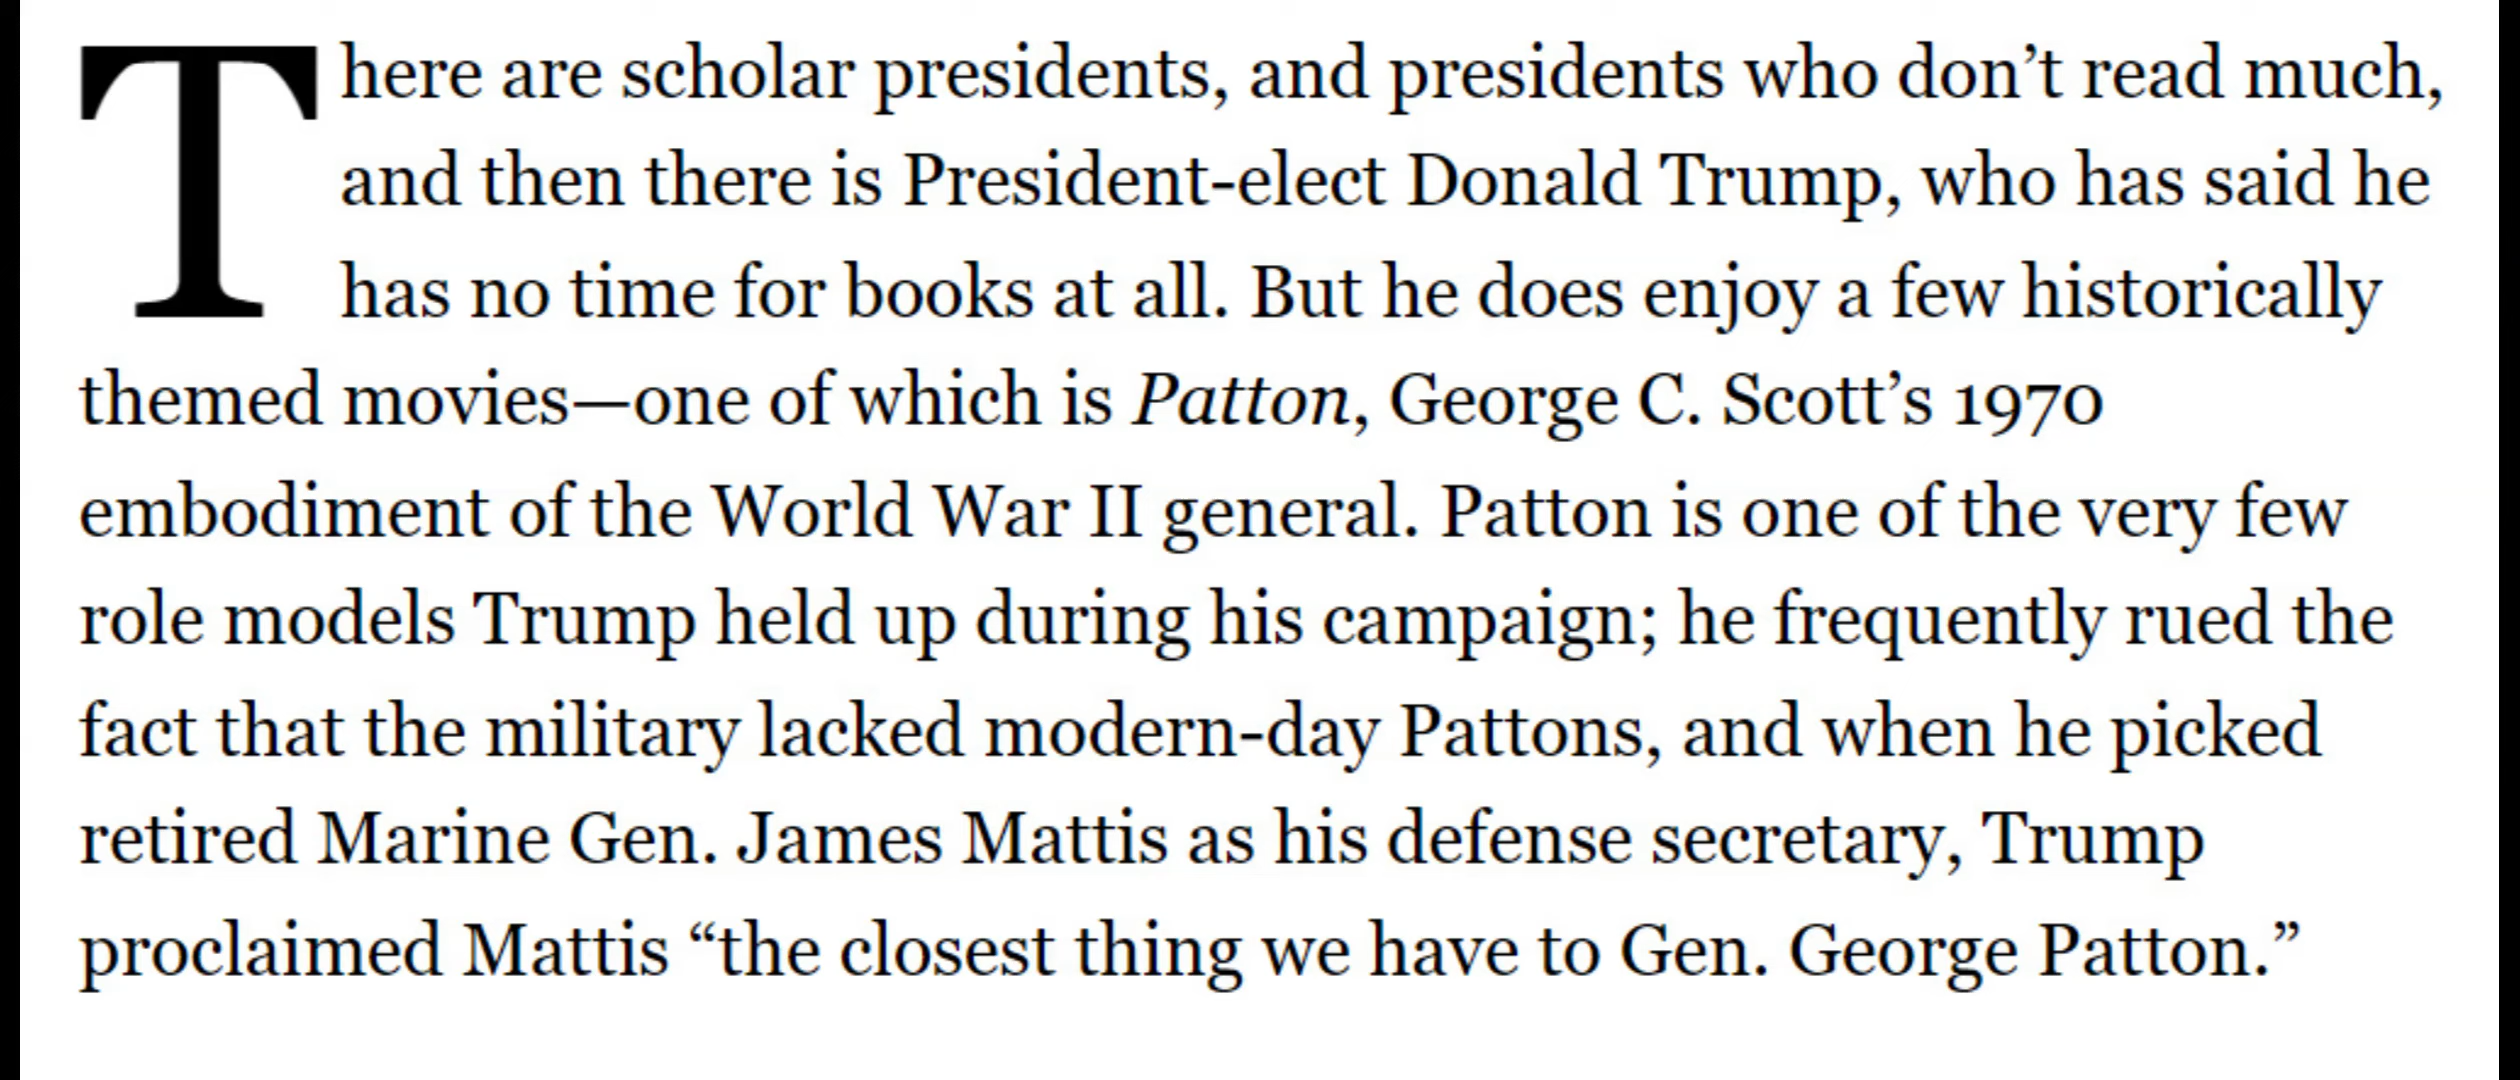 There are scholar presidents, and presidents who don’t read much,
and then there is President-elect Donald Trump, who has said he
has no time for books at all. But he does enjoy a few historically
themed movies—one of which is Patton, George C. Scott’s 1970
embodiment of the World War II general. Patton is one of the very few
role models Trump held up during his campaign; he frequently rued the
fact that the military lacked modern-day Pattons, and when he picked
retired Marine Gen. James Mattis as his defense secretary, Trump
proclaimed Mattis “the closest thing we have to Gen. George Patton.”